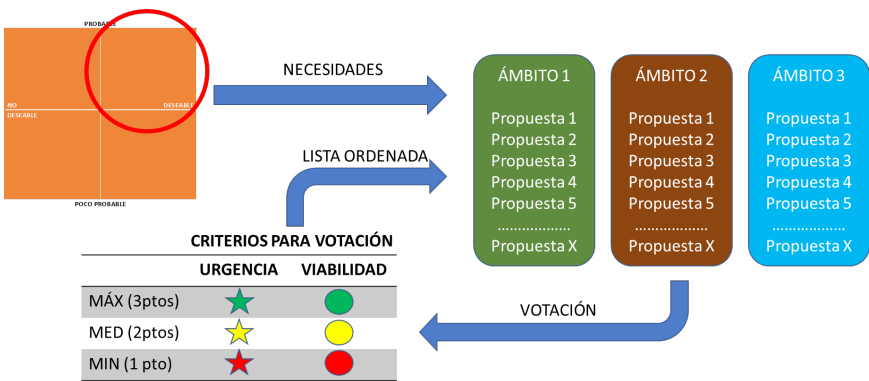 PROBABLE
NO
DESEABLE
DESEABLE
POCO PROBABLE
NECESIDADES
LISTA ORDENADA
ÁMBITO 1
Propuesta 1
Propuesta 2
Propuesta 3
Propuesta 4
Propuesta 5
..................
Propuesta X
ÁMBITO 2
Propuesta 1
Propuesta 2
Propuesta 3
Propuesta 4
Propuesta 5
..................
Propuesta X
ÁMBITO 3
Propuesta 1
Propuesta 2
Propuesta 3
Propuesta 4
Propuesta 5
..................
Propuesta X
VOTACIÓN
CRITERIOS PARA VOTACIÓN
URGENCIA VIABILIDAD
MÁX (3ptos)
MED (2ptos)
MIN (1 pto)